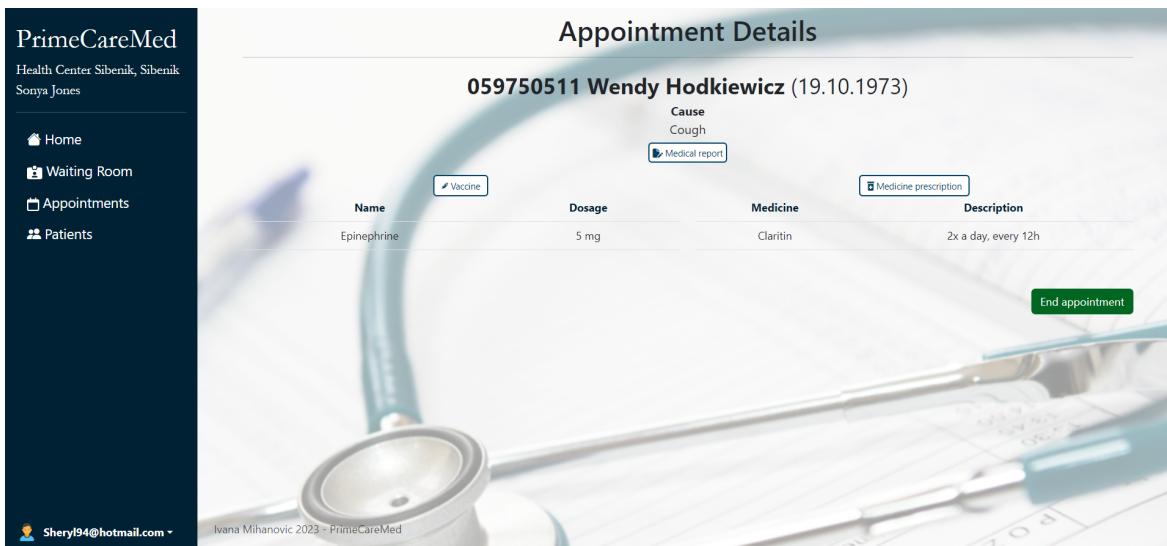 PrimeCareMed
Health Center Sibenik, Sibenik
Sonya Jones
Home
Waiting Room
Appointments
Patients
Sheryl94@hotmail.com
Appointment Details
059750511 Wendy Hodkiewicz (19.10.1973)
Cause
Cough
Medical report
Vaccine
Name Dosage
Epinephrine 5 mg
Medicine prescription
Medicine Description
Claritin 2x a day, every 12h
End appointment
Ivana Mihanovic 2023 - PrimeCareMed